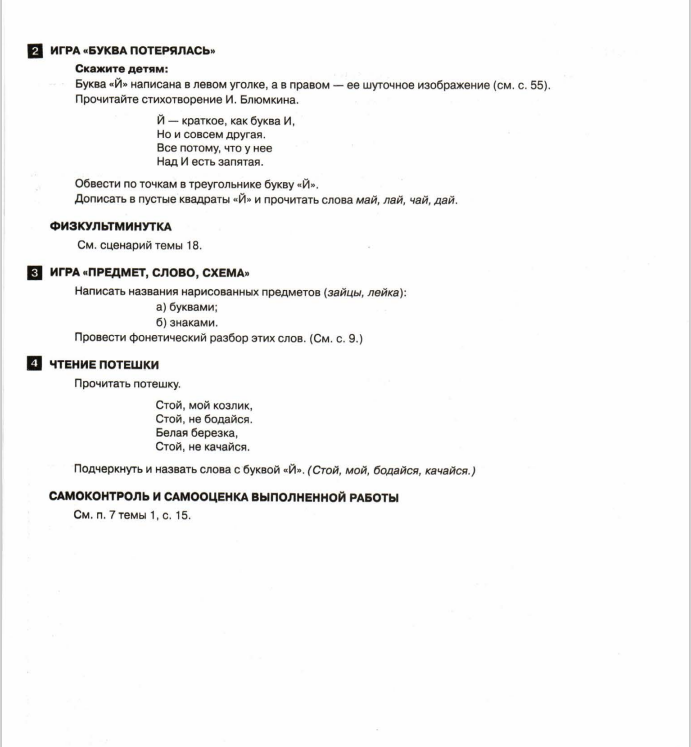 2 ИГРА «БУКВА ПОТЕРЯЛАСЬ»
Скажите детям:
Буква «Й» написана в левом уголке, а в правом — ее шуточное изображение (см. с. 55).
Прочитайте стихотворение И. Блюмкина.
Й — краткое, как буква И,
Но и совсем другая.
Все потому, что у нее
Над И есть запятая.
Обвести по точкам в треугольнике букву «Й».
Дописать в пустые квадраты «Й» и прочитать слова май, лай, чай, дай.
ФИЗКУЛЬТМИНУТКА
См. сценарий темы 18.
3 ИГРА «ПРЕДМЕТ, СЛОВО, СХЕМА»
Написать названия нарисованных предметов (зайцы, лейка):
а) буквами;
б) знаками.
Провести фонетический разбор этих слов. (См. с. 9.)
4 ЧТЕНИЕ ПОТЕШКИ
Прочитать потешку.
Стой, мой козлик,
Стой, не бодайся.
Белая березка,
Стой, не качайся.
Подчеркнуть и назвать слова с буквой «Й». (Стой, мой, бодайся, качайся.)
САМОКОНТРОЛЬ И САМООЦЕНКА ВЫПОЛНЕННОЙ РАБОТЫ
См. п. 7 темы 1, с. 15.